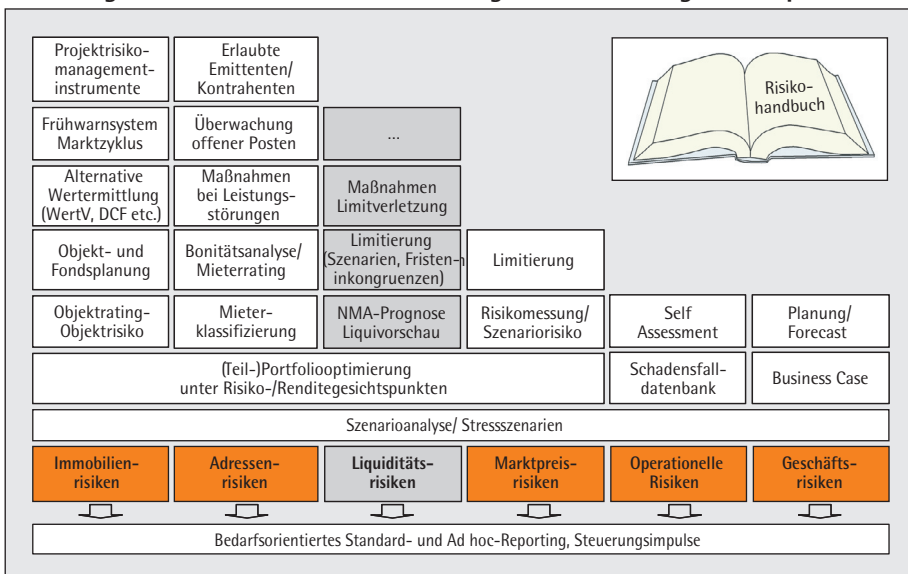 Projektrisiko-
management-
instrumente
Erlaubte
Emittenten/
Kontrahenten
Risiko-
handbuch
Frühwarnsystem
Marktzyklus
Überwachung
offener Posten
...
Alternative
Wertermittlung
(WertV, DCF etc.)
Maßnahmen
bei Leistungs-
störungen
Maßnahmen
Limitverletzung
Objekt- und
Fondsplanung
Bonitätsanalyse/
Mieterrating
Limitierung
(Szenarien, Fristen-
inkongruenzen)
Limitierung
Objektrating-
Objektrisiko
Mieter-
klassifizierung
NMA-Prognose
Liquivorschau
Risikomessung/
Szenariorisiko
Self
Assessment
Planung/
Forecast
(Teil-)Portfoliooptimierung
unter Risiko-/Renditegesichtspunkten
Schadensfall-
datenbank
Business Case
Szenarioanalyse/ Stressszenarien
Immobilien-
risiken
Adressen-
risiken
Liquiditäts-
risiken
Marktpreis-
risiken
Operationelle
Risiken
Geschäfts-
risiken
Bedarfsorientiertes Standard- und Ad hoc-Reporting, Steuerungsimpulse